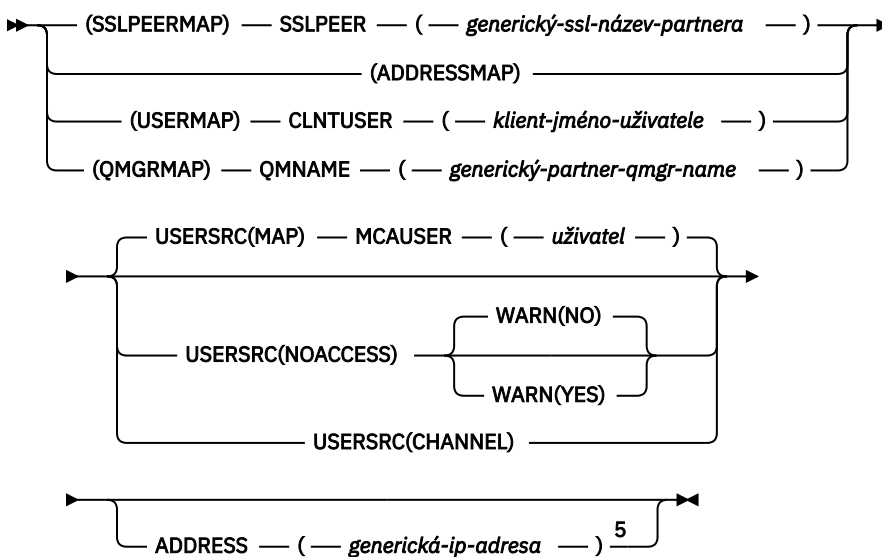 (SSLPEERMAP) SSLPEER ( generický-ssl-název-partnera )
(ADDRESSMAP)
(USERMAP) CLNTUSER ( klient-jméno-uživatele )
(QMGRMAP) QMNAME ( generický-partner-qmgr-name )
USERSRC(MAP) MCAUSER ( uživatel )
WARN(NO)
USERSRC(NOACCESS)
WARN(YES)
USERSRC(CHANNEL)
ADDRESS ( generická-ip-adresa ) 5